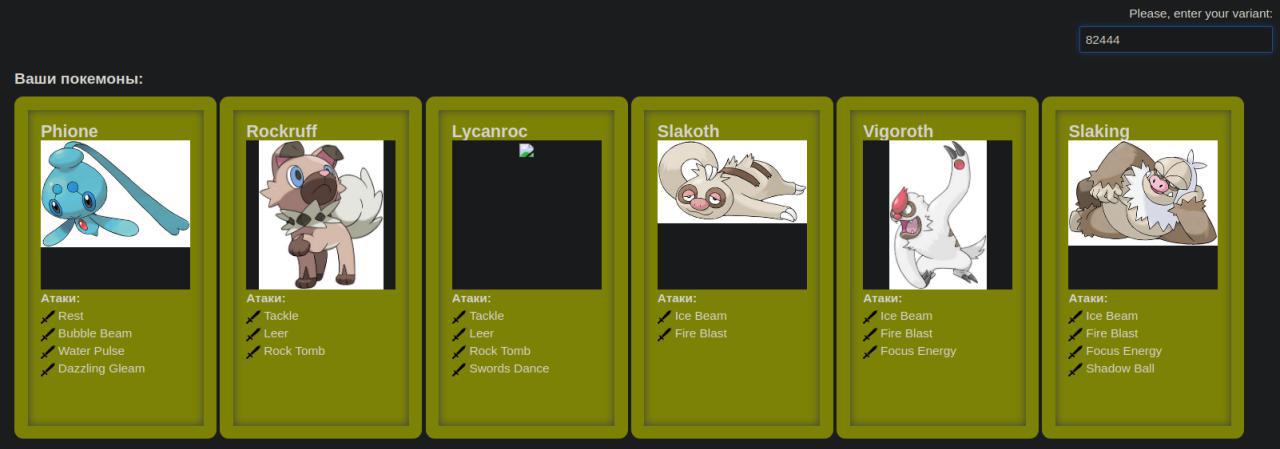 Please, enter your variant:
82444
Ваши покемоны:
Phione
Атаки:
Rest
Bubble Beam
Water Pulse
Dazzling Gleam
Rockruff
Атаки:
Tackle
Leer
Rock Tomb
Lycanroc
Атаки:
Tackle
Leer
Rock Tomb
Swords Dance
Slakoth
Атаки:
Ice Beam
Fire Blast
Vigoroth
Атаки:
Ice Beam
Fire Blast
Focus Energy
Slaking
Атаки:
Ice Beam
Fire Blast
Focus Energy
Shadow Ball